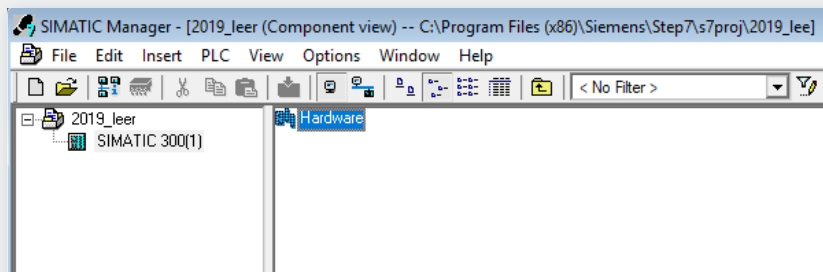 SIMATIC Manager - [2019_leer (Component view) -- C:\Program Files (x86)\Siemens\Step7\s7proj\2019_lee]
File Edit Insert PLC View Options Window Help
< No Filter >
2019_leer
SIMATIC 300(1)
Hardware